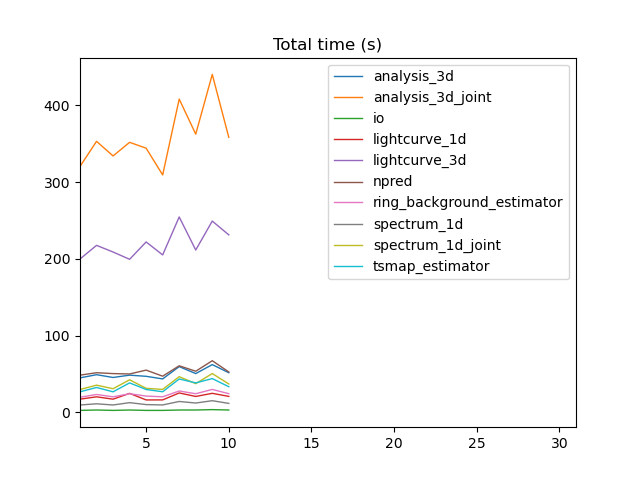 Total time (s)
analysis_3d
analysis_3d_joint
io
lightcurve_1d
lightcurve_3d
npred
ring_background_estimator
spectrum_1d
spectrum_1d_joint
tsmap_estimator
400
300
200
100
0
5 10 15 20 25 30